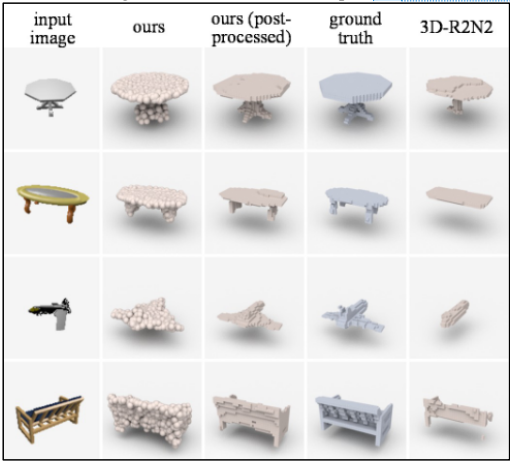 input
image
ours
ours (post-
processed)
ground
truth
3D-R2N2